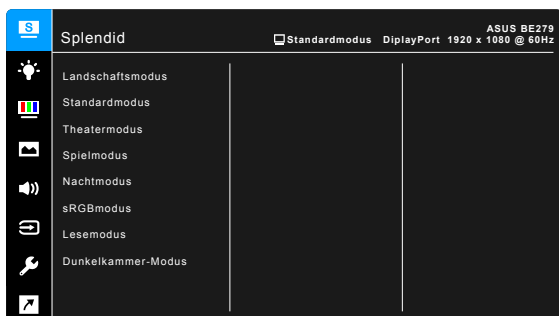 S
ASUS BE279
Splendid
Standardmodus DiplayPort 1920 x 1080 @ 60Hz
Landschaftsmodus
Standardmodus
Theatermodus
Spielmodus
Nachtmodus
sRGBmodus
Lesemodus
Dunkelkammer-Modus